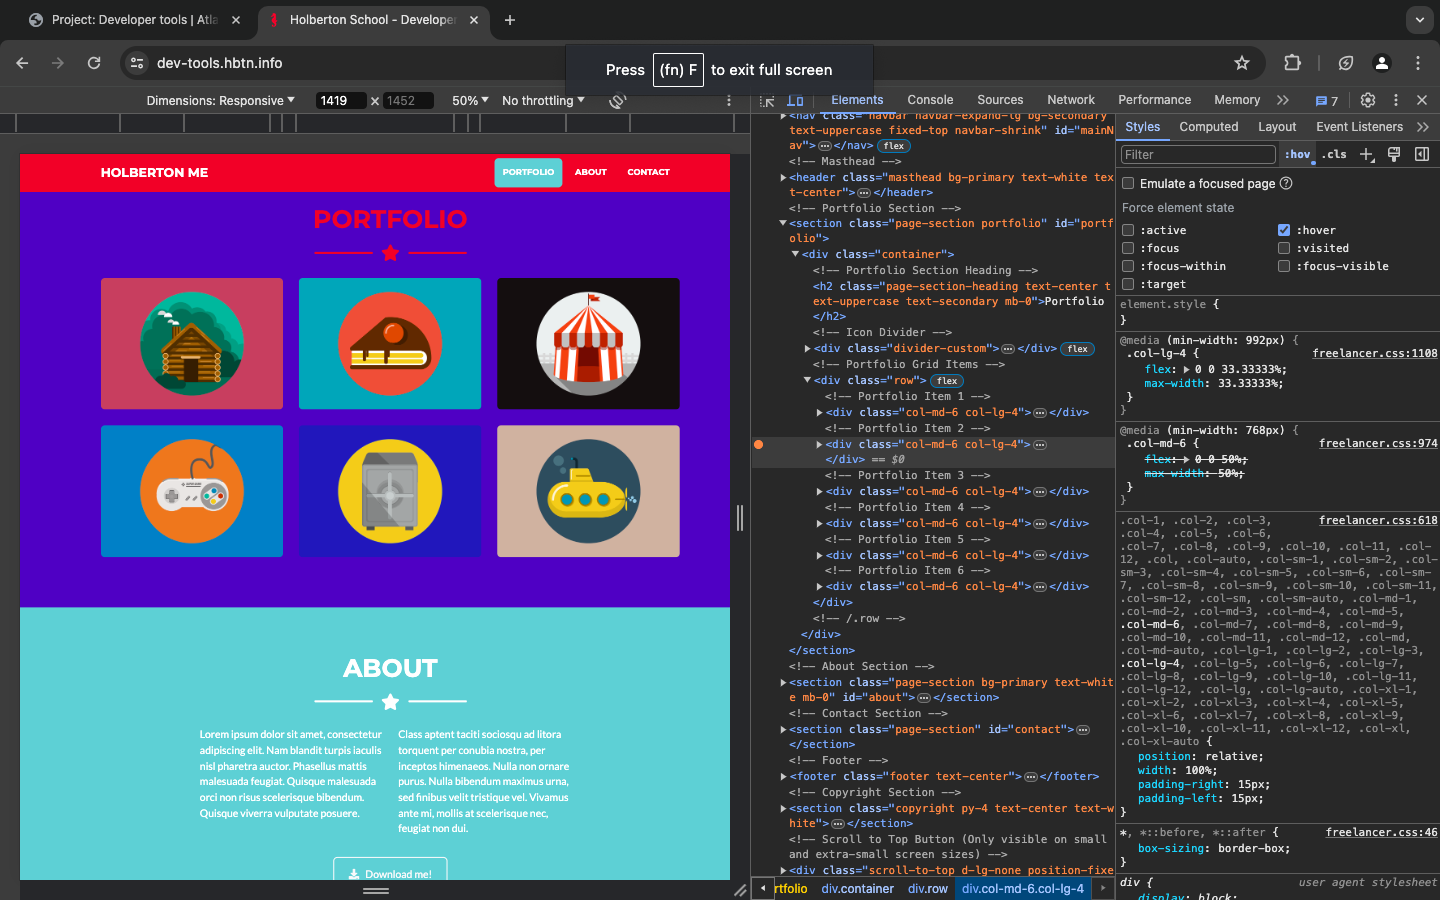 Project: Developer tools | Atla
Holberton School - Developer
dev-tools.hbtn.info
Press (fn) F to exit full screen
Dimensions: Responsive 1419 x 1452 50% No throttling
HOLBERTON ME
PORTFOLIO ABOUT CONTACT
PORTFOLIO
ABOUT
Lorem ipsum dolor sit amet, consectetur
adipiscing elit. Nam blandit turpis iaculis
nisl pharetra auctor. Phasellus mattis
malesuada feugiat. Quisque malesuada
orci non risus scelerisque bibendum.
Quisque viverra vulputate posuere.
Class aptent taciti sociosqu ad litora
torquent per conubia nostra, per
inceptos himenaeos. Nulla non ornare
purus. Nulla bibendum maximus urna,
sed finibus velit tristique vel. Vivamus
ante mi, mollis at scelerisque nec,
feugiat non dui.
Download me!
Elements Console Sources Network Performance Memory 7
<nav class="navbar navbar-expand-lg bg-secondary
text-uppercase fixed-top navbar-shrink" id="mainN
av"> … </nav> flex
<!-- Masthead -->
<header class="masthead bg-primary text-white tex
t-center"> … </header>
<!-- Portfolio Section -->
<section class="page-section portfolio" id="portf
olio">
<div class="container">
<!-- Portfolio Section Heading -->
<h2 class="page-section-heading text-center t
ext-uppercase text-secondary mb-0">Portfolio
</h2>
<!-- Icon Divider -->
<div class="divider-custom"> … </div> flex
<!-- Portfolio Grid Items -->
<div class="row"> flex
<!-- Portfolio Item 1 -->
<div class="col-md-6 col-lg-4"> … </div>
<!-- Portfolio Item 2 -->
<div class="col-md-6 col-lg-4"> …
</div> == $0
<!-- Portfolio Item 3 -->
<div class="col-md-6 col-lg-4"> … </div>
<!-- Portfolio Item 4 -->
<div class="col-md-6 col-lg-4"> … </div>
<!-- Portfolio Item 5 -->
<div class="col-md-6 col-lg-4"> … </div>
<!-- Portfolio Item 6 -->
<div class="col-md-6 col-lg-4"> … </div>
</div>
<!-- /.row -->
</div>
</section>
<!-- About Section -->
<section class="page-section bg-primary text-whit
e mb-0" id="about"> … </section>
<!-- Contact Section -->
<section class="page-section" id="contact"> …
</section>
<!-- Footer -->
<footer class="footer text-center"> … </footer>
<!-- Copyright Section -->
<section class="copyright py-4 text-center text-w
hite"> … </section>
<!-- Scroll to Top Button (Only visible on small
and extra-small screen sizes) -->
<div class="scroll-to-top d-lg-none position-fixe
rtfolio div.container div.row div.col-md-6.col-lg-4
Styles Computed Layout Event Listeners
Filter :hov .cls
Emulate a focused page
Force element state
:active :hover
:focus :visited
:focus-within :focus-visible
:target
element.style {
}
@media (min-width: 992px) {
.col-lg-4 { freelancer.css:1108
flex: 0 0 33.33333%;
max-width: 33.33333%;
}
}
@media (min-width: 768px) {
.col-md-6 { freelancer.css:974
flex: 0 0 50%;
max-width: 50%;
}
}
.col-1, .col-2, .col-3, freelancer.css:618
.col-4, .col-5, .col-6,
.col-7, .col-8, .col-9, .col-10, .col-11, .col-
12, .col, .col-auto, .col-sm-1, .col-sm-2, .col-
sm-3, .col-sm-4, .col-sm-5, .col-sm-6, .col-sm-
7, .col-sm-8, .col-sm-9, .col-sm-10, .col-sm-11,
.col-sm-12, .col-sm, .col-sm-auto, .col-md-1,
.col-md-2, .col-md-3, .col-md-4, .col-md-5,
.col-md-6, .col-md-7, .col-md-8, .col-md-9,
.col-md-10, .col-md-11, .col-md-12, .col-md,
.col-md-auto, .col-lg-1, .col-lg-2, .col-lg-3,
.col-lg-4, .col-lg-5, .col-lg-6, .col-lg-7,
.col-lg-8, .col-lg-9, .col-lg-10, .col-lg-11,
.col-lg-12, .col-lg, .col-lg-auto, .col-xl-1,
.col-xl-2, .col-xl-3, .col-xl-4, .col-xl-5,
.col-xl-6, .col-xl-7, .col-xl-8, .col-xl-9,
.col-xl-10, .col-xl-11, .col-xl-12, .col-xl,
.col-xl-auto {
position: relative;
width: 100%;
padding-right: 15px;
padding-left: 15px;
}
*, *::before, *::after { freelancer.css:46
box-sizing: border-box;
}
div { user agent stylesheet
display: block;